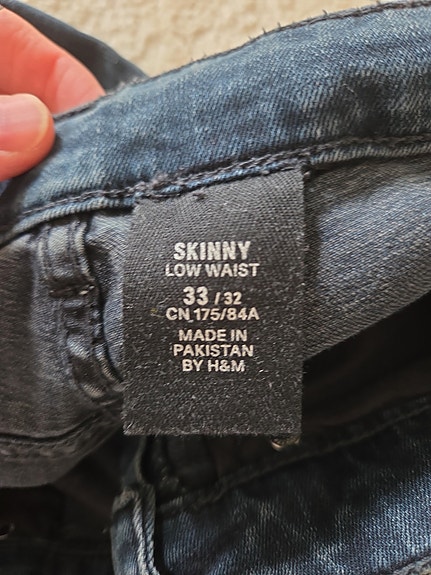 SKINNY
LOW WAIST
33 / 32
CN 175/84A
MADE IN
PAKISTAN
BY H&M